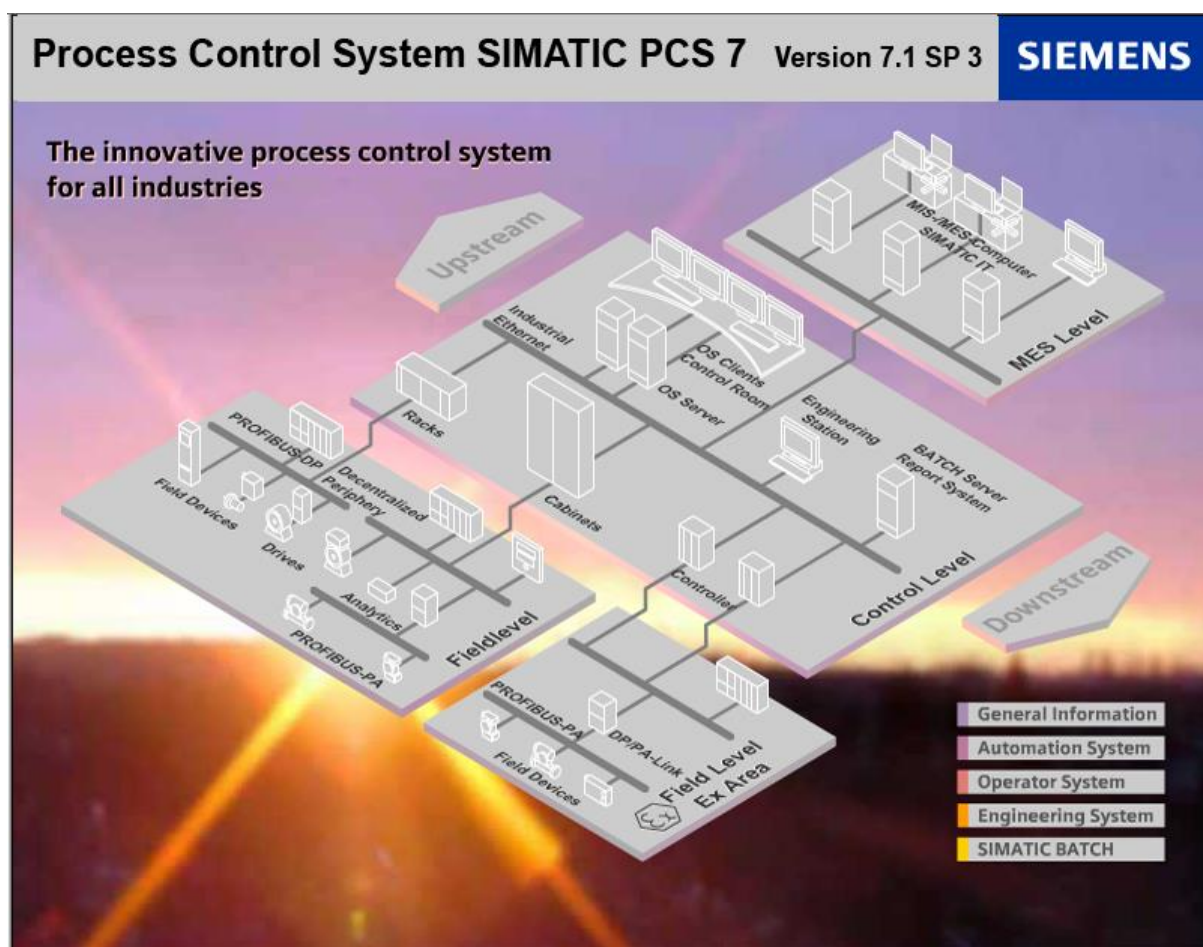 Process Control System SIMATIC PCS 7 Version 7.1 SP 3
SIEMENS
The innovative process control system
for all industries
Upstream
MIS-/MES-Computer
SIMATIC IT
MES Level
Industrial
Ethernet
OS Clients
Control Room
OS Server
Engineering
Station
BATCH Server
Report System
Racks
Cabinets
Controller
Control Level
Downstream
PROFIBUS-DP
Decentralized
Periphery
Field Devices
Drives
Analytics
PROFIBUS-PA
Fieldlevel
PROFIBUS-PA
DP/PA-Link
Field Devices
Field Level
Ex Area
Ex
General Information
Automation System
Operator System
Engineering System
SIMATIC BATCH